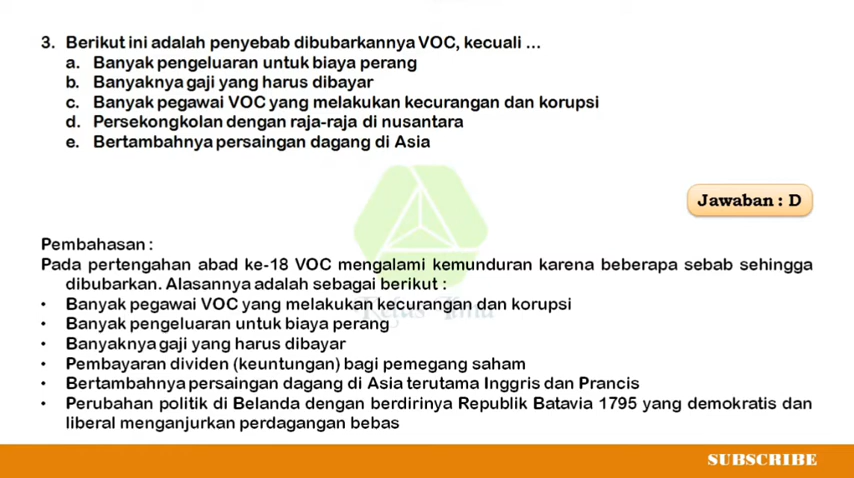 3. Berikut ini adalah penyebab dibubarkannya VOC, kecuali ...
a. Banyak pengeluaran untuk biaya perang
b. Banyaknya gaji yang harus dibayar
c. Banyak pegawai VOC yang melakukan kecurangan dan korupsi
d. Persekongkolan dengan raja-raja di nusantara
e. Bertambahnya persaingan dagang di Asia
Jawaban : D
Pembahasan :
Pada pertengahan abad ke-18 VOC mengalami kemunduran karena beberapa sebab sehingga
dibubarkan. Alasannya adalah sebagai berikut :
• Banyak pegawai VOC yang melakukan kecurangan dan korupsi
• Banyak pengeluaran untuk biaya perang
• Banyaknya gaji yang harus dibayar
• Pembayaran dividen (keuntungan) bagi pemegang saham
• Bertambahnya persaingan dagang di Asia terutama Inggris dan Prancis
• Perubahan politik di Belanda dengan berdirinya Republik Batavia 1795 yang demokratis dan
liberal menganjurkan perdagangan bebas
SUBSCRIBE